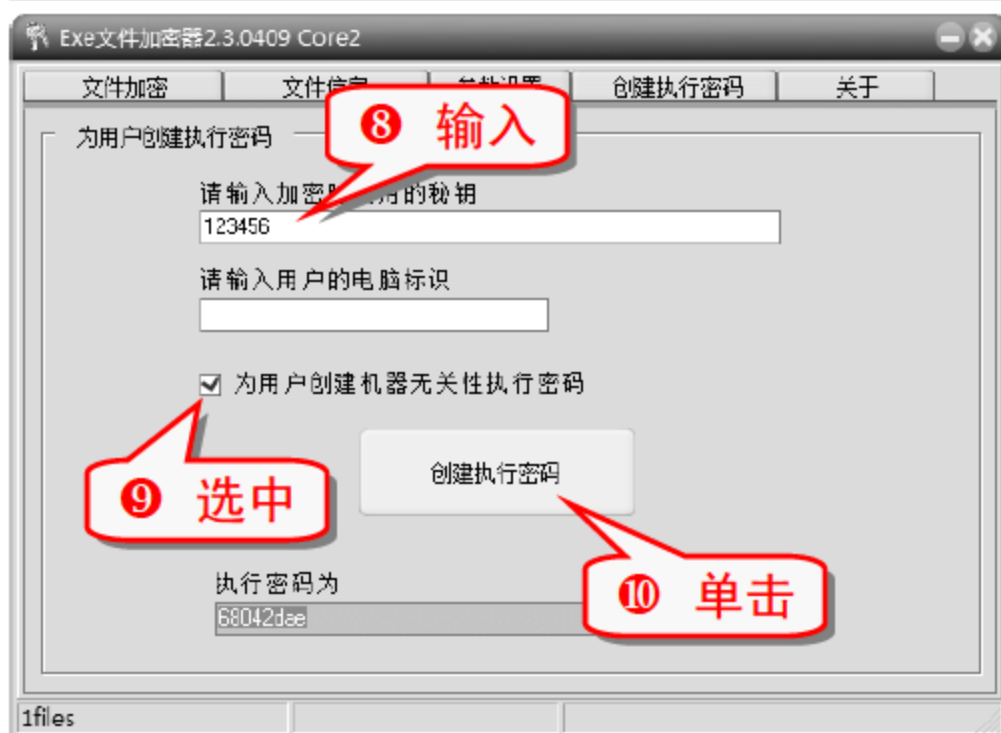 Exe文件加密器2.3.0409 Core2
文件加密 文件信息 创建执行密码 关于
❽ 输入
为用户创建执行密码
请输入加密 用的秘钥
123456
请输入用户的电脑标识
为用户创建机器无关性执行密码
❾ 选中
创建执行密码
❿ 单击
执行密码为
68042dae
1files